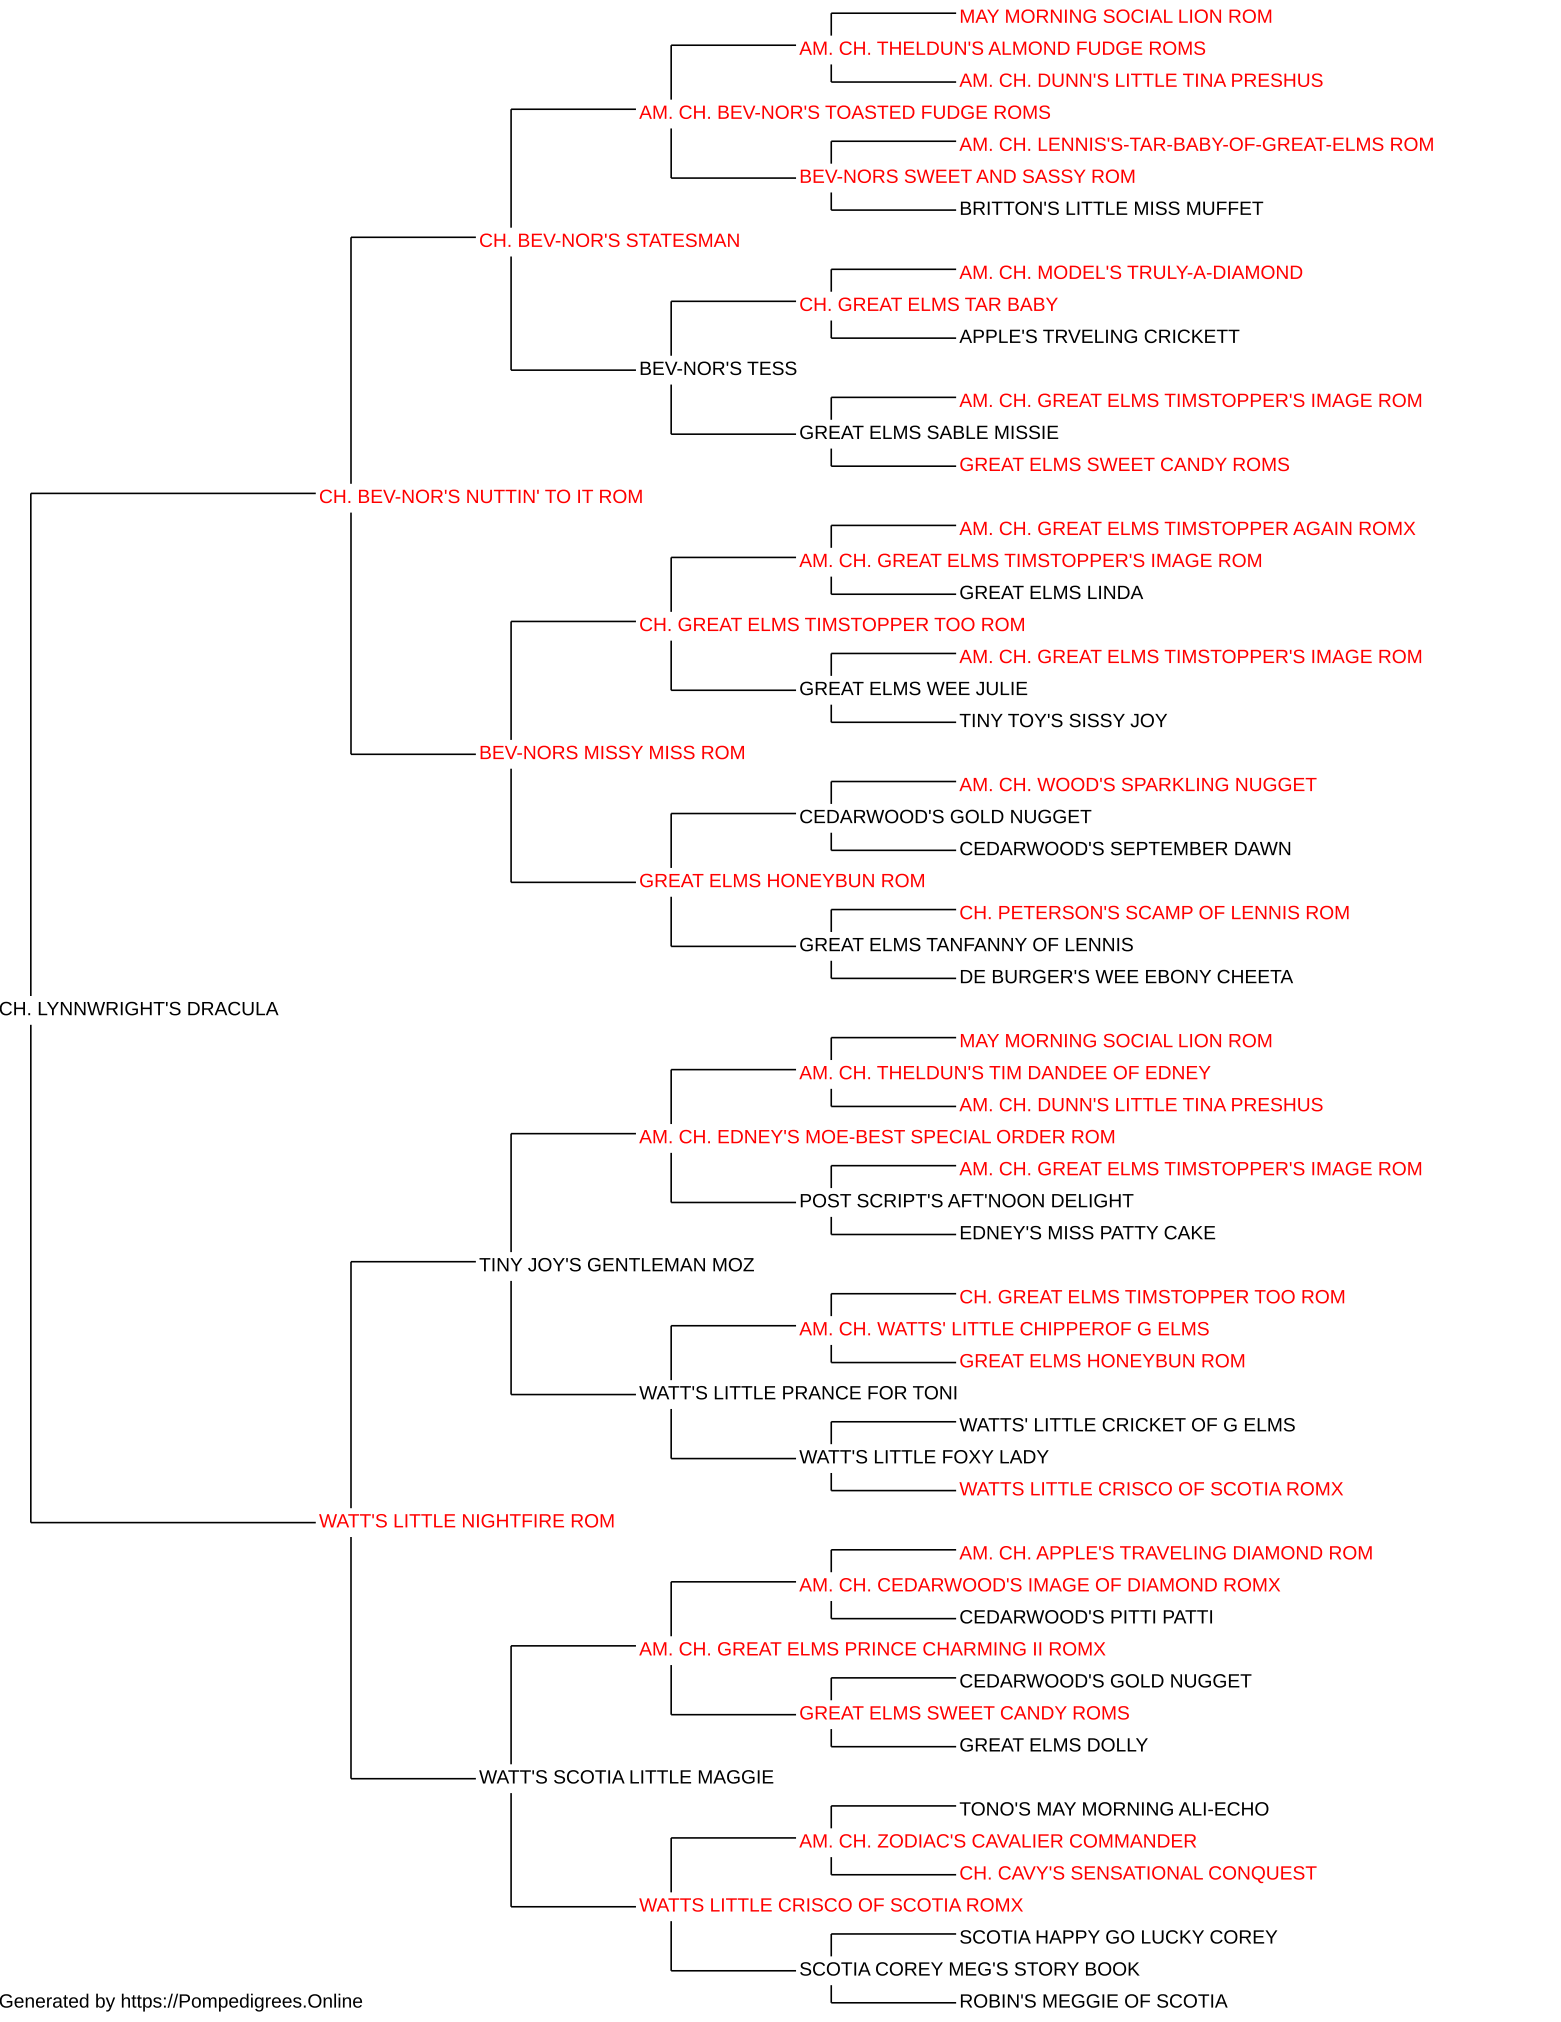 MAY MORNING SOCIAL LION ROM
AM. CH. THELDUN'S ALMOND FUDGE ROMS
AM. CH. DUNN'S LITTLE TINA PRESHUS
AM. CH. BEV-NOR'S TOASTED FUDGE ROMS
AM. CH. LENNIS'S-TAR-BABY-OF-GREAT-ELMS ROM
BEV-NORS SWEET AND SASSY ROM
BRITTON'S LITTLE MISS MUFFET
CH. BEV-NOR'S STATESMAN
AM. CH. MODEL'S TRULY-A-DIAMOND
CH. GREAT ELMS TAR BABY
APPLE'S TRVELING CRICKETT
BEV-NOR'S TESS
AM. CH. GREAT ELMS TIMSTOPPER'S IMAGE ROM
GREAT ELMS SABLE MISSIE
GREAT ELMS SWEET CANDY ROMS
CH. BEV-NOR'S NUTTIN' TO IT ROM
AM. CH. GREAT ELMS TIMSTOPPER AGAIN ROMX
AM. CH. GREAT ELMS TIMSTOPPER'S IMAGE ROM
GREAT ELMS LINDA
CH. GREAT ELMS TIMSTOPPER TOO ROM
AM. CH. GREAT ELMS TIMSTOPPER'S IMAGE ROM
GREAT ELMS WEE JULIE
TINY TOY'S SISSY JOY
BEV-NORS MISSY MISS ROM
AM. CH. WOOD'S SPARKLING NUGGET
CEDARWOOD'S GOLD NUGGET
CEDARWOOD'S SEPTEMBER DAWN
GREAT ELMS HONEYBUN ROM
CH. PETERSON'S SCAMP OF LENNIS ROM
GREAT ELMS TANFANNY OF LENNIS
DE BURGER'S WEE EBONY CHEETA
CH. LYNNWRIGHT'S DRACULA
MAY MORNING SOCIAL LION ROM
AM. CH. THELDUN'S TIM DANDEE OF EDNEY
AM. CH. DUNN'S LITTLE TINA PRESHUS
AM. CH. EDNEY'S MOE-BEST SPECIAL ORDER ROM
AM. CH. GREAT ELMS TIMSTOPPER'S IMAGE ROM
POST SCRIPT'S AFT'NOON DELIGHT
EDNEY'S MISS PATTY CAKE
TINY JOY'S GENTLEMAN MOZ
CH. GREAT ELMS TIMSTOPPER TOO ROM
AM. CH. WATTS' LITTLE CHIPPEROF G ELMS
GREAT ELMS HONEYBUN ROM
WATT'S LITTLE PRANCE FOR TONI
WATTS' LITTLE CRICKET OF G ELMS
WATT'S LITTLE FOXY LADY
WATTS LITTLE CRISCO OF SCOTIA ROMX
WATT'S LITTLE NIGHTFIRE ROM
AM. CH. APPLE'S TRAVELING DIAMOND ROM
AM. CH. CEDARWOOD'S IMAGE OF DIAMOND ROMX
CEDARWOOD'S PITTI PATTI
AM. CH. GREAT ELMS PRINCE CHARMING II ROMX
CEDARWOOD'S GOLD NUGGET
GREAT ELMS SWEET CANDY ROMS
GREAT ELMS DOLLY
WATT'S SCOTIA LITTLE MAGGIE
TONO'S MAY MORNING ALI-ECHO
AM. CH. ZODIAC'S CAVALIER COMMANDER
CH. CAVY'S SENSATIONAL CONQUEST
WATTS LITTLE CRISCO OF SCOTIA ROMX
SCOTIA HAPPY GO LUCKY COREY
SCOTIA COREY MEG'S STORY BOOK
ROBIN'S MEGGIE OF SCOTIA
Generated by https://Pompedigrees.Online